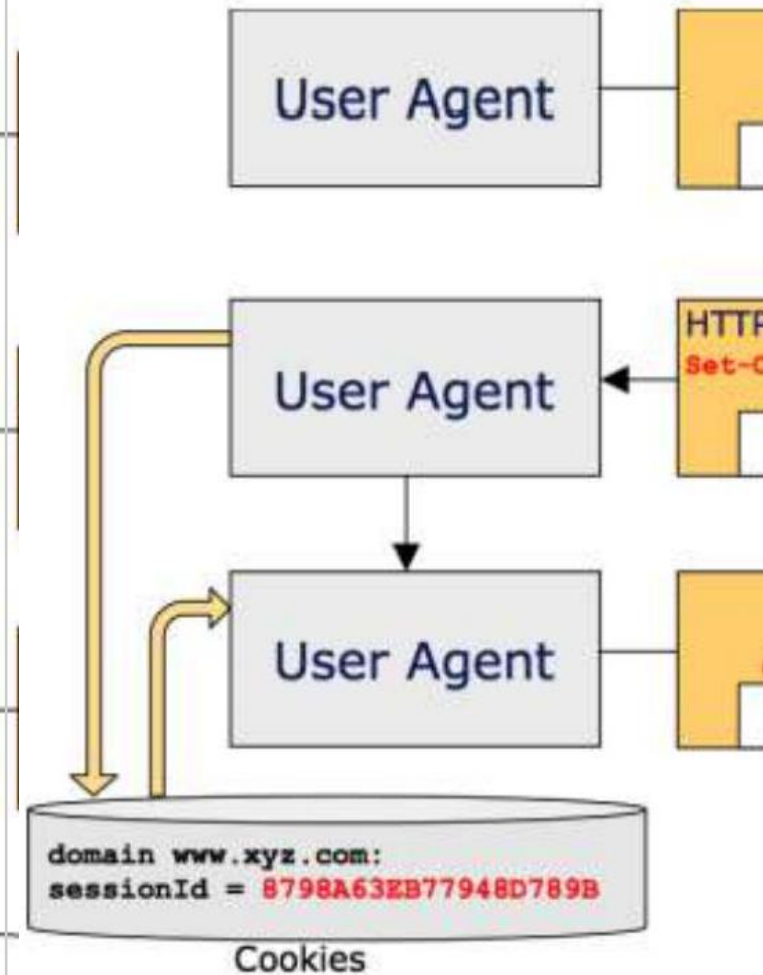 User Agent
User Agent
HTTP
Set-C
User Agent
domain www.xyz.com:
sessionId = 8798A63EB77948D789B
Cookies